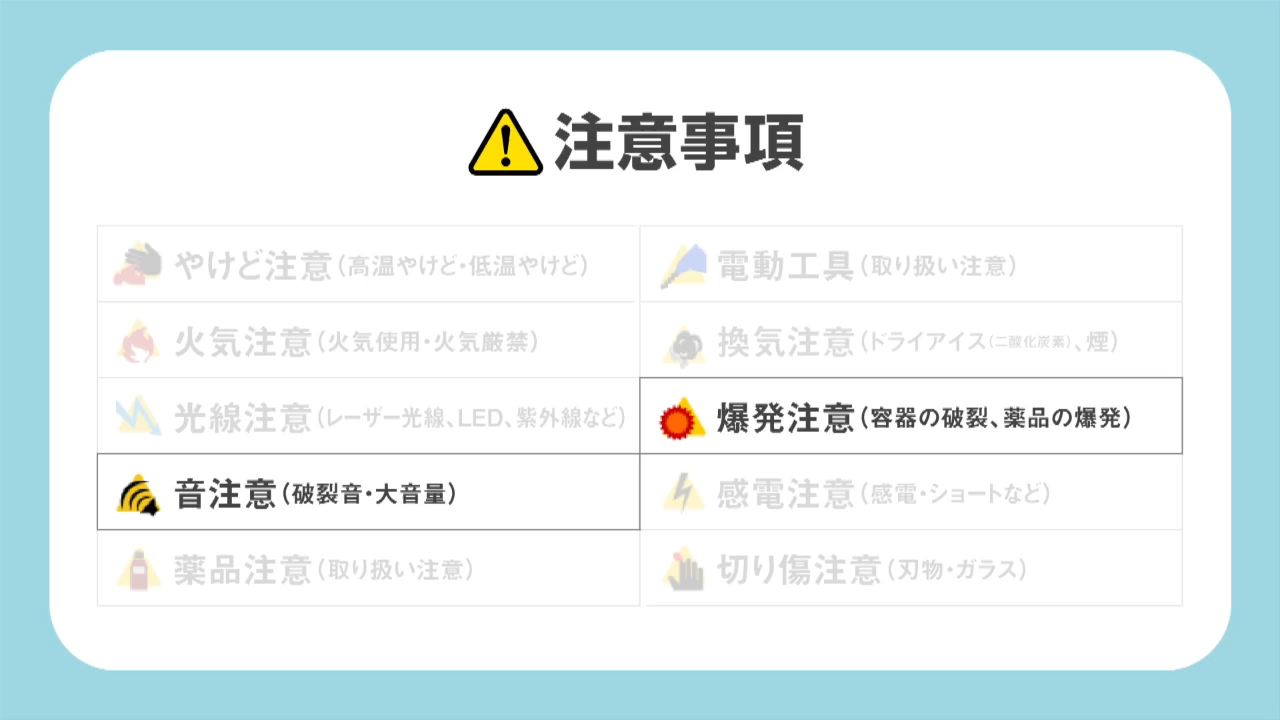 注意事項
やけど注意(高温やけど・低温やけど)
電動工具(取り扱い注意)
火気注意(火気使用・火気厳禁)
換気注意(ドライアイス(二酸化炭素)、煙)
光線注意(レーザー光線、LED、紫外線など)
爆発注意(容器の破裂、薬品の爆発)
音注意(破裂音・大音量)
感電注意(感電・ショートなど)
薬品注意(取り扱い注意)
切り傷注意(刃物・ガラス)